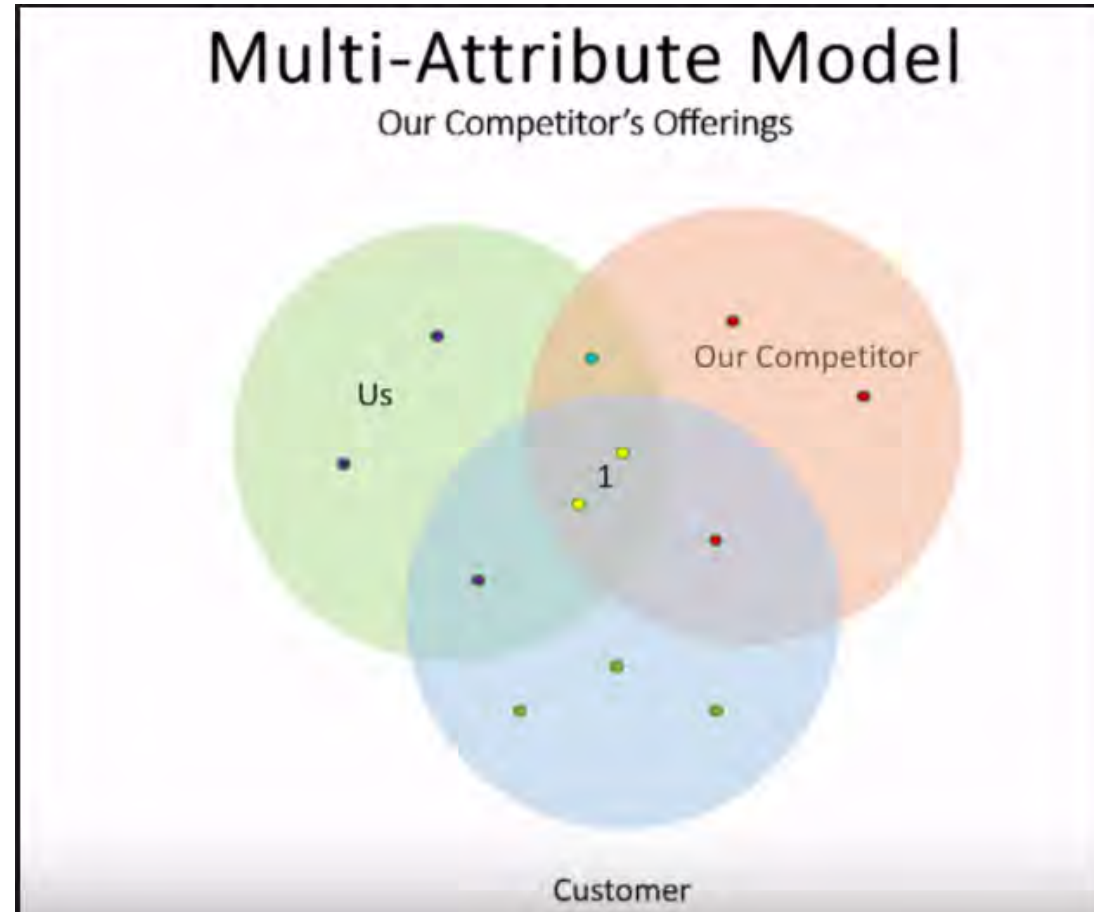 Multi-Attribute Model
Our Competitor's Offerings
Our Competitor
Us
1
Customer